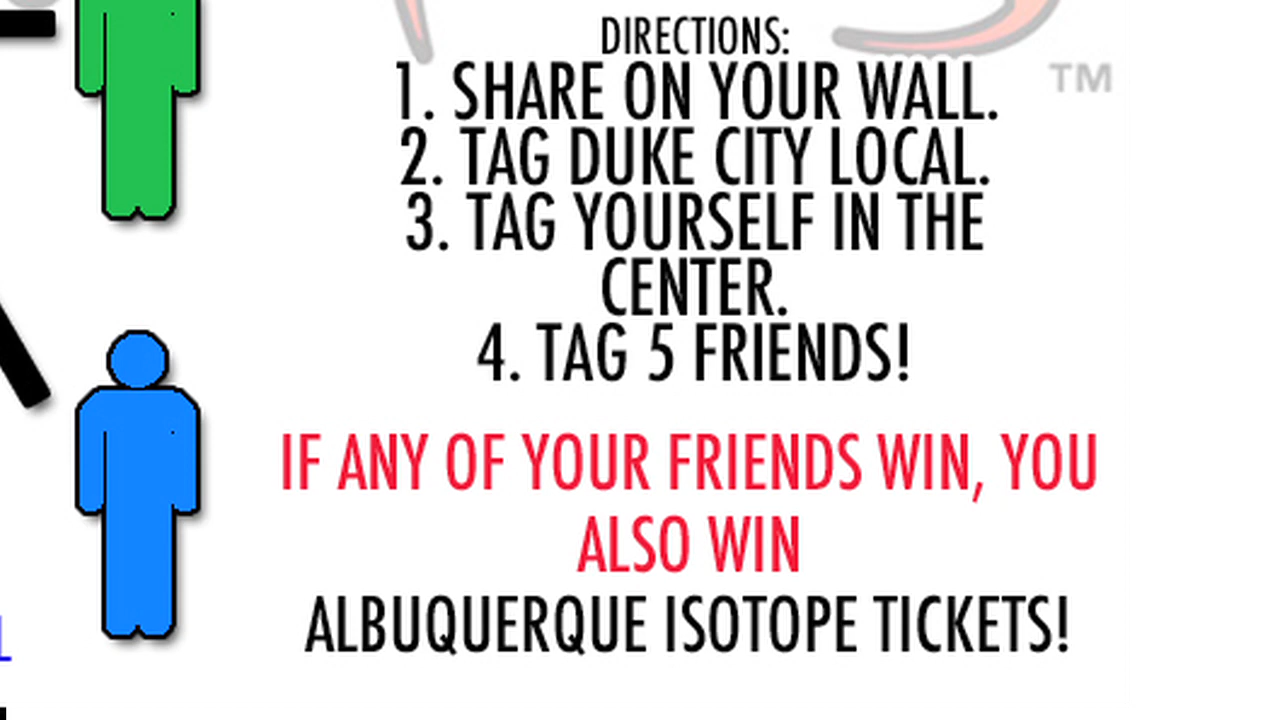 DIRECTIONS:
1. SHARE ON YOUR WALL.
TM
2. TAG DUKE CITY LOCAL.
3. TAG YOURSELF IN THE
CENTER.
4. TAG 5 FRIENDS!
IF ANY OF YOUR FRIENDS WIN, YOU
ALSO WIN
ALBUQUERQUE ISOTOPE TICKETS!